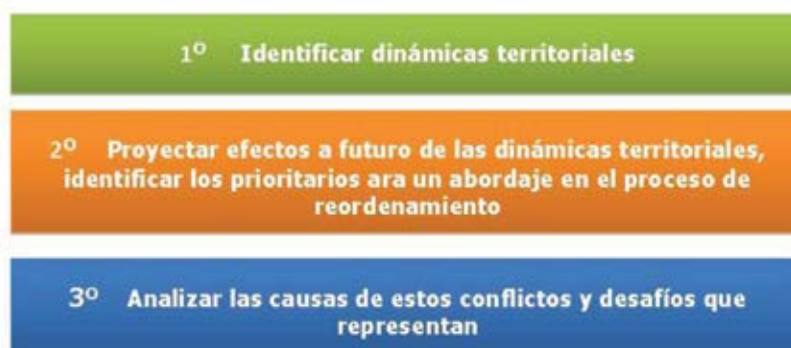 1º Identificar dinámicas territoriales
2º Proyectar efectos a futuro de las dinámicas territoriales,
identificar los prioritarios ara un abordaje en el proceso de
reordenamiento
3º Analizar las causas de estos conflictos y desafíos que
representan